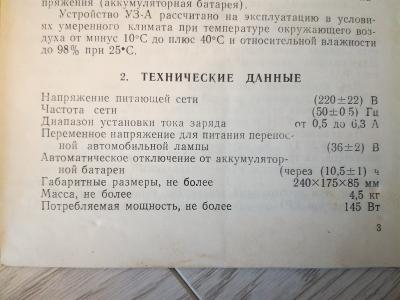 пряжения (аккумуляторная батарея).
Устройство УЗ-А рассчитано на эксплуатацию в услови-
ях умеренного климата при температуре окружающего воз-
духа от минус 10°С до плюс 40°С и относительной влажности
до 98% при 25°С.
2. ТЕХНИЧЕСКИЕ ДАННЫЕ
Напряжение питающей сети (220±22) В
Частота сети (50±0 5) Гц
Диапазон установки тока заряда от 0,5 до 6,3 А
Переменное напряжение для питания перенос-
ной автомобильной лампы (36±2) В
Автоматическое отключение от аккумулятор-
ной батареи (через (10,5±1) ч
Габаритные размеры, не более 240×175×85 мм
Масса, не более 4,5 кг
Потребляемая мощность, не более 145 Вт
3